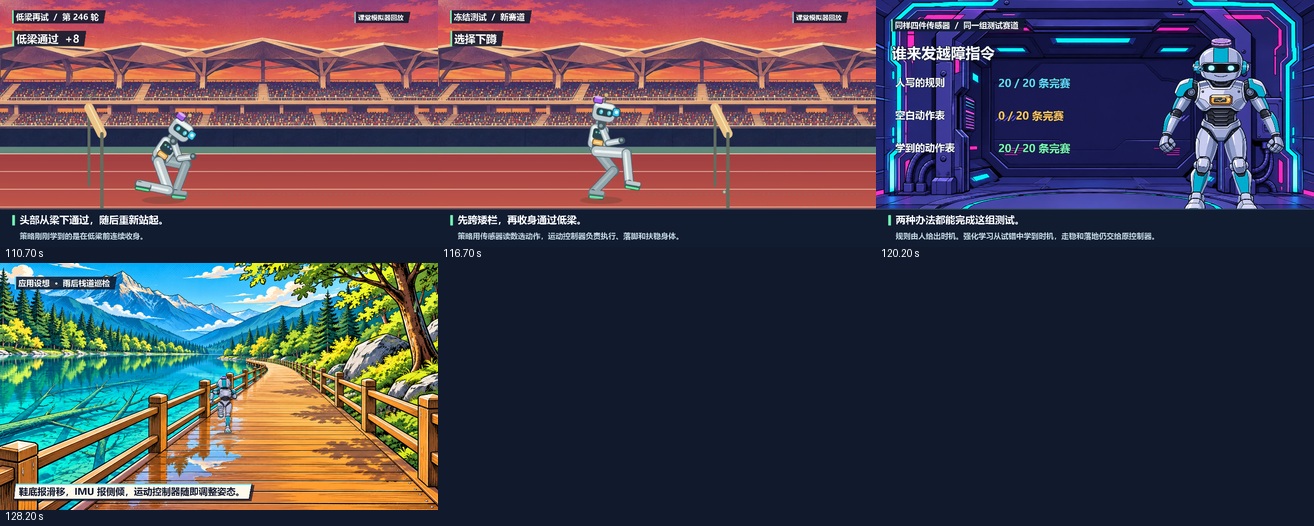 低梁再试 / 第 246 轮
课堂模拟器回放
低梁通过 +8
头部从梁下通过，随后重新站起。
策略刚刚学到的是在低梁前连续收身。
110.70 s
冻结测试 / 新赛道
课堂模拟器回放
选择下蹲
先跨矮栏，再收身通过低梁。
策略用传感器读数选动作，运动控制器负责执行、落脚和扶稳身体。
116.70 s
同样四件传感器 / 同一组测试赛道
谁来发越障指令
人写的规则 20 / 20 条完赛
空白动作表 0 / 20 条完赛
学到的动作表 20 / 20 条完赛
两种办法都能完成这组测试。
规则由人给出时机。强化学习从试错中学到时机，走稳和落地仍交给原控制器。
120.20 s
应用设想 · 雨后栈道巡检
鞋底报滑移，IMU 报侧倾，运动控制器随即调整姿态。
128.20 s